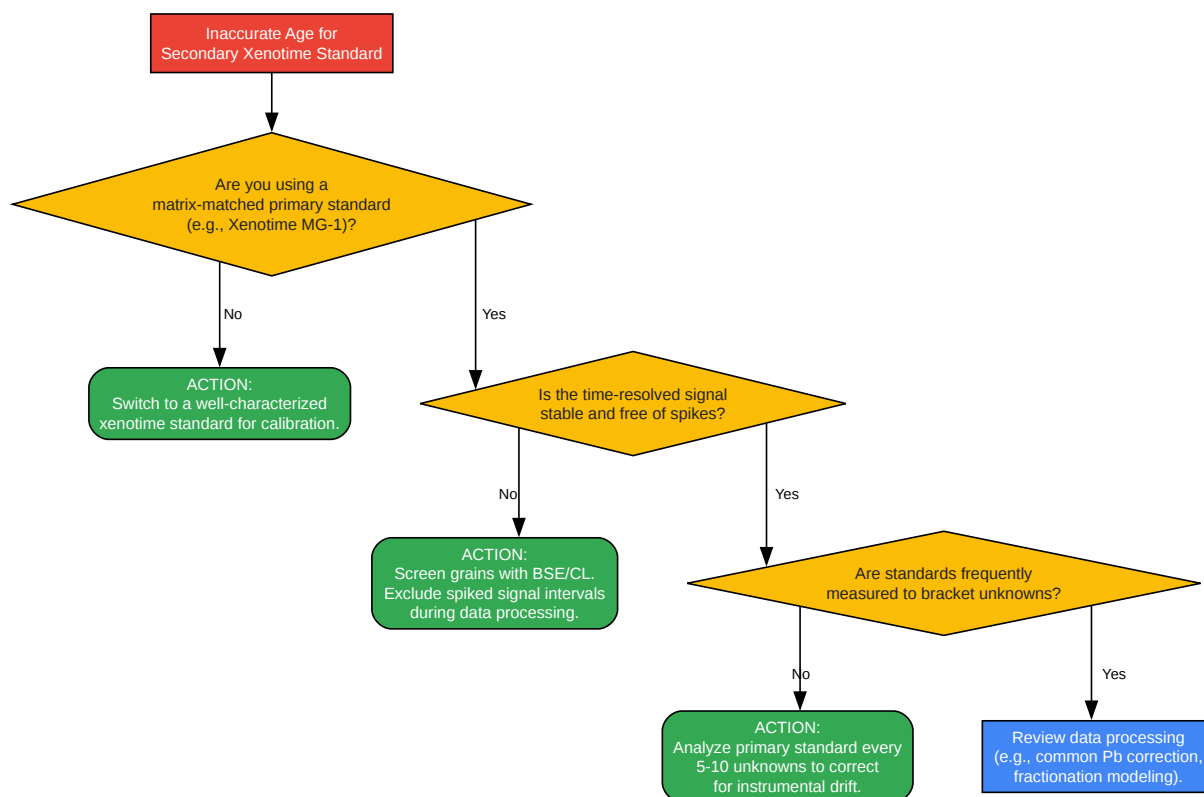 Inaccurate Age for
Secondary Xenotime Standard
Are you using a
matrix-matched primary standard
(e.g., Xenotime MG-1)?
No
Yes
ACTION:
Switch to a well-characterized
xenotime standard for calibration.
Is the time-resolved signal
stable and free of spikes?
No
Yes
ACTION:
Screen grains with BSE/CL.
Exclude spiked signal intervals
during data processing.
Are standards frequently
measured to bracket unknowns?
No
Yes
ACTION:
Analyze primary standard every
5-10 unknowns to correct
for instrumental drift.
Review data processing
(e.g., common Pb correction,
fractionation modeling).